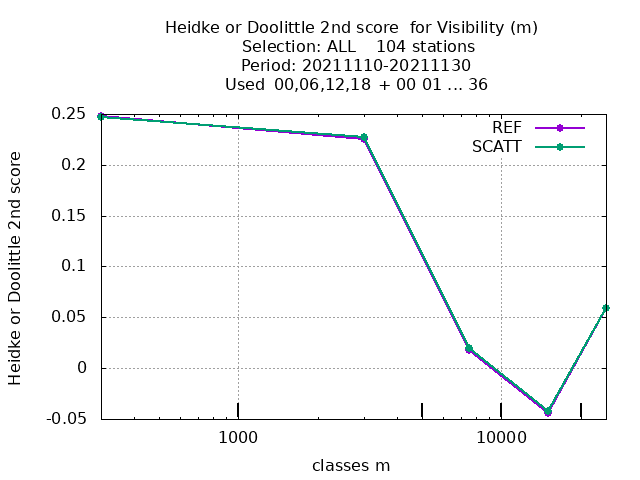 Heidke or Doolittle 2nd score  for Visibility (m)
Selection: ALL    104 stations
Period: 20211110-20211130
Used  00,06,12,18 + 00 01 ... 36
0.25
0.2
0.15
0.1
0.05
0
-0.05
Heidke or Doolittle 2nd score
REF
SCATT
1000 10000
classes m